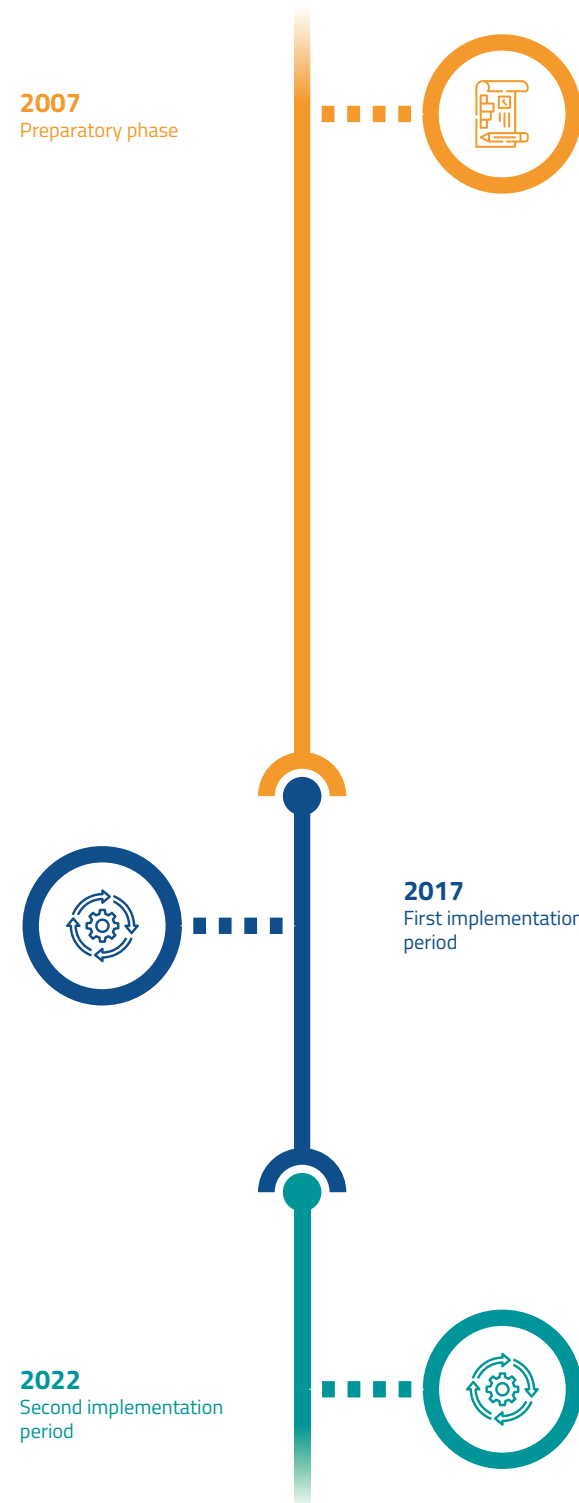 2007
Preparatory phase
2017
First implementation
period
2022
Second implementation
period